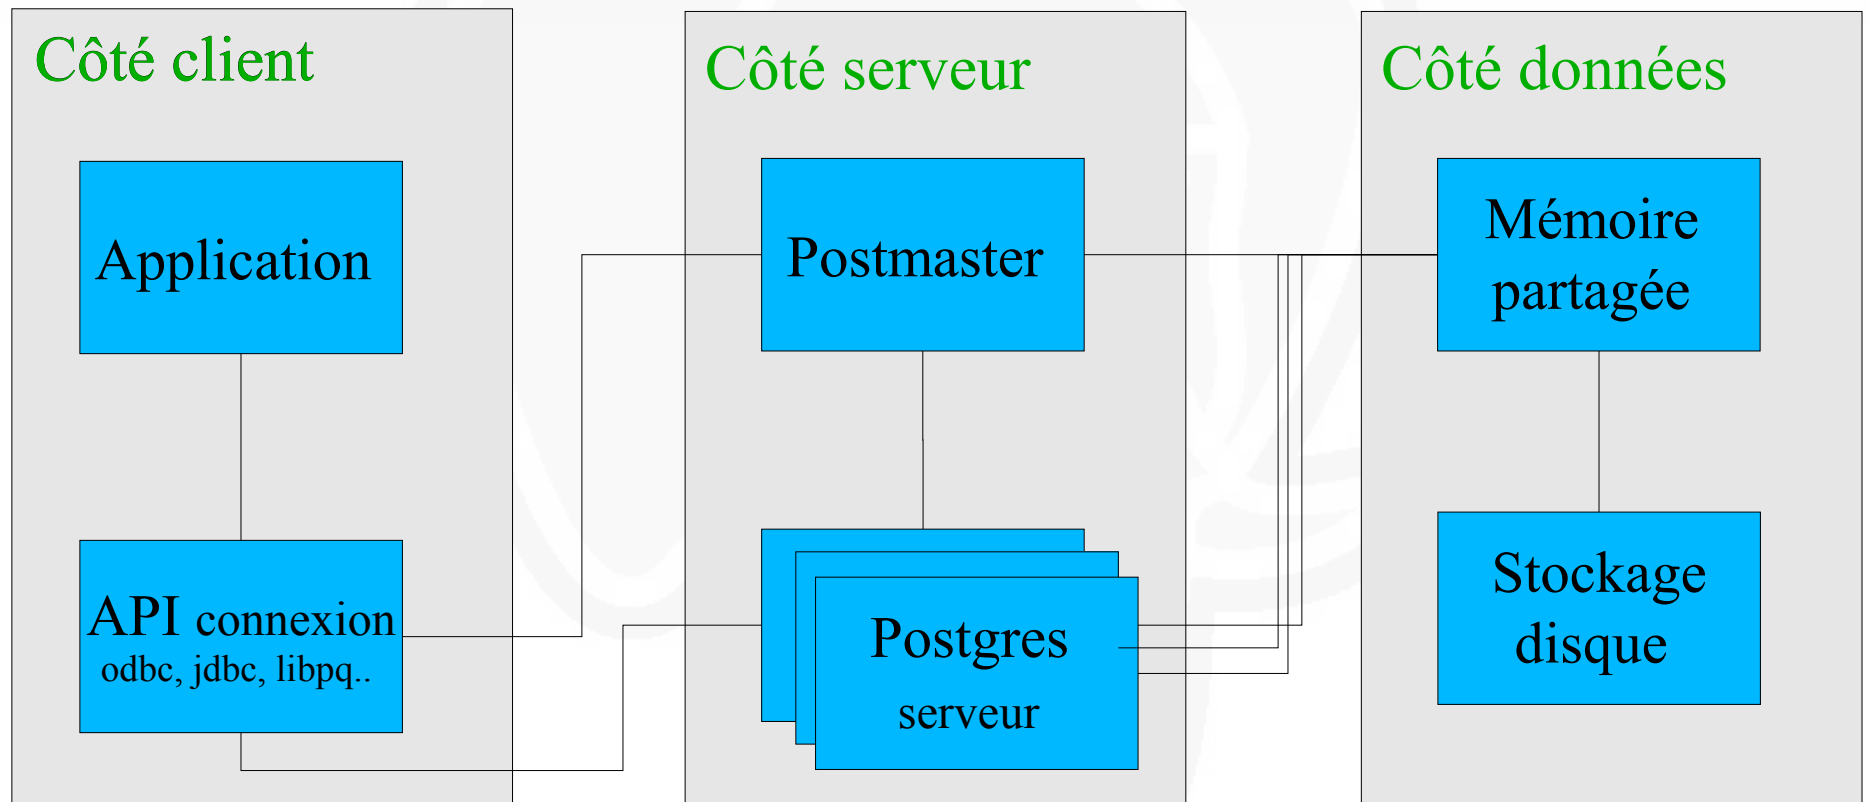 Côté client
Application
API connexion
odbc, jdbc, libpq..
Côté serveur
Postmaster
Postgres
serveur
Côté données
Mémoire
partagée
Stockage
disque